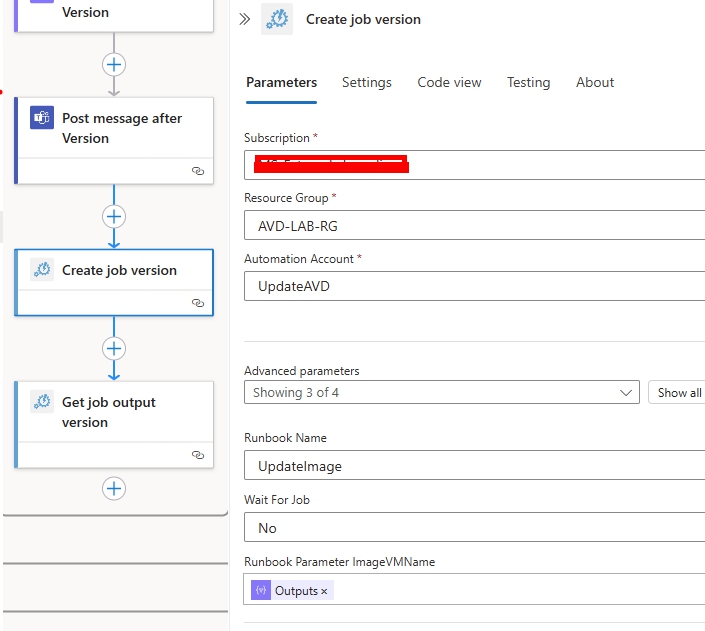 Version
Post message after
Version
Create job version
Get job output
version
Create job version
Parameters
Settings
Code view
Testing
About
Subscription *
Resource Group *
AVD-LAB-RG
Automation Account *
UpdateAVD
Advanced parameters
Showing 3 of 4
Show all
Runbook Name
UpdateImage
Wait For Job
No
Runbook Parameter ImageVMName
Outputs ×